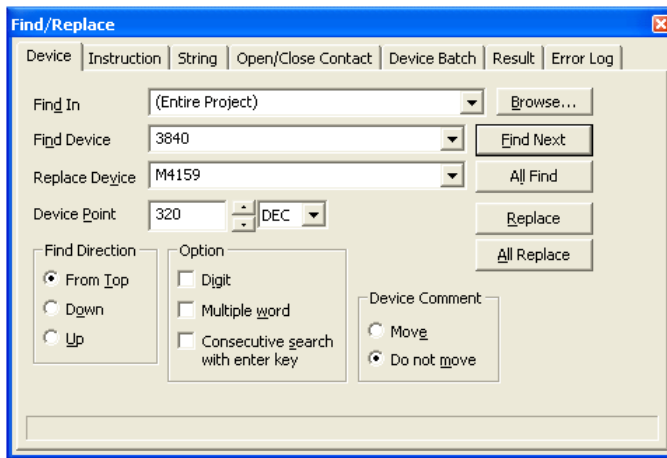 Find/Replace
Device Instruction String Open/Close Contact Device Batch Result Error Log
Find In (Entire Project) Browse...
Find Device 3840 Find Next
Replace Device M4159 All Find
Device Point 320 DEC Replace
All Replace
Find Direction
From Top
Down
Up
Option
Digit
Multiple word
Consecutive search
with enter key
Device Comment
Move
Do not move